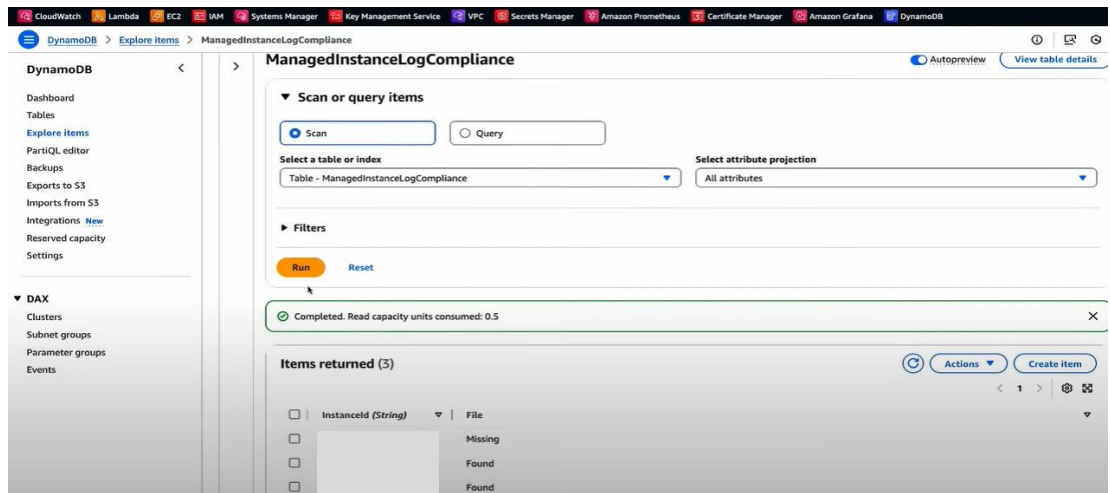 CloudWatch Lambda EC2 IAM Systems Manager Key Management Service VPC Secrets Manager Amazon Prometheus Certificate Manager Amazon Grafana DynamoDB
DynamoDB > Explore items > ManagedInstanceLogCompliance
DynamoDB
Dashboard
Tables
Explore items
PartiQL editor
Backups
Exports to S3
Imports from S3
Integrations New
Reserved capacity
Settings
DAX
Clusters
Subnet groups
Parameter groups
Events
ManagedInstanceLogCompliance
Autopreview
View table details
Scan or query items
Scan
Query
Select a table or index
Select attribute projection
Table - ManagedInstanceLogCompliance
All attributes
Filters
Run
Reset
Completed. Read capacity units consumed: 0.5
Items returned (3)
Actions
Create item
< 1 >
InstanceId (String)
File
Missing
Found
Found